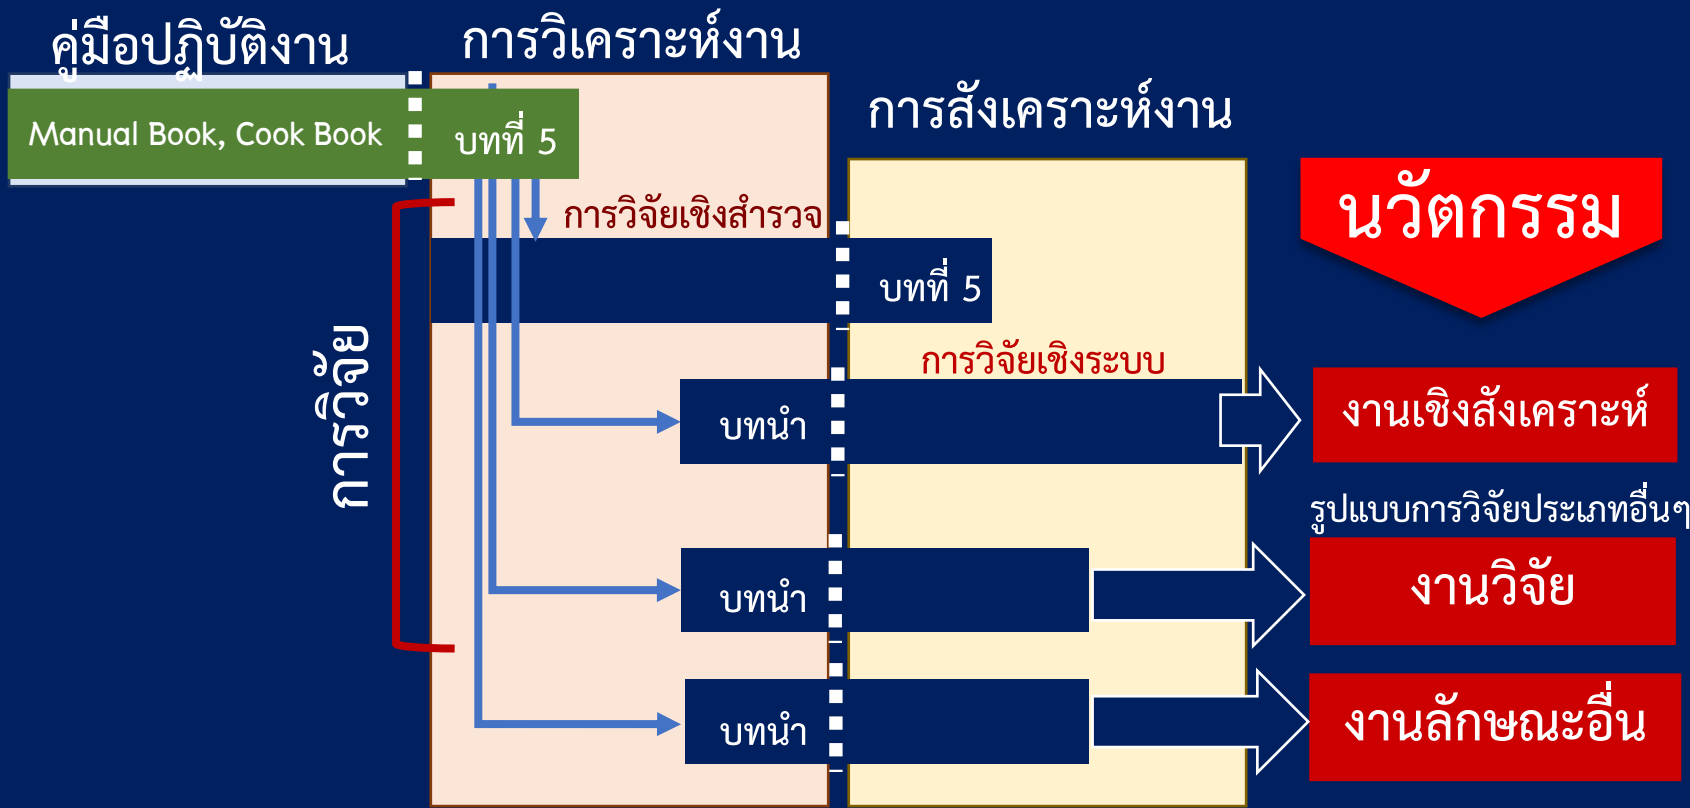 คู่มือปฏิบัติงาน
การวิเคราะห์งาน
การสังเคราะห์งาน
Manual Book, Cook Book
บทที่ 5
นวัตกรรม
การวิจัยเชิงสำรวจ
บทที่ 5
การวิจัย
การวิจัยเชิงระบบ
บทนำ
งานเชิงสังเคราะห์
รูปแบบการวิจัยประเภทอื่นๆ
บทนำ
งานวิจัย
บทนำ
งานลักษณะอื่น